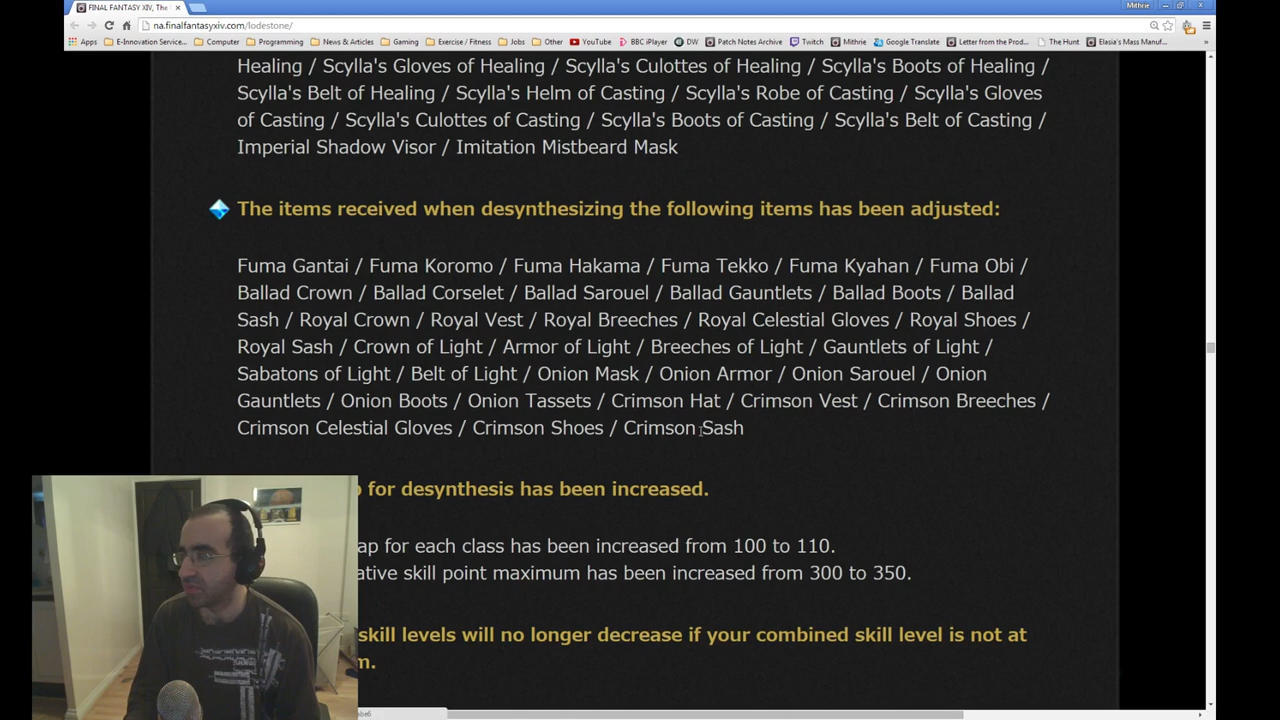 FINAL FANTASY XIV, The
Mithrie
na.finalfantasyxiv.com/lodestone/
Apps E-Innovation Service... Computer Programming News & Articles Gaming Exercise / Fitness Jobs Other YouTube BBC iPlayer DW Patch Notes Archive Twitch Mithrie Google Translate Letter from the Prod... The Hunt Elasia's Mass Manuf... »
Healing / Scylla's Gloves of Healing / Scylla's Culottes of Healing / Scylla's Boots of Healing /
Scylla's Belt of Healing / Scylla's Helm of Casting / Scylla's Robe of Casting / Scylla's Gloves
of Casting / Scylla's Culottes of Casting / Scylla's Boots of Casting / Scylla's Belt of Casting /
Imperial Shadow Visor / Imitation Mistbeard Mask
The items received when desynthesizing the following items has been adjusted:
Fuma Gantai / Fuma Koromo / Fuma Hakama / Fuma Tekko / Fuma Kyahan / Fuma Obi /
Ballad Crown / Ballad Corselet / Ballad Sarouel / Ballad Gauntlets / Ballad Boots / Ballad
Sash / Royal Crown / Royal Vest / Royal Breeches / Royal Celestial Gloves / Royal Shoes /
Royal Sash / Crown of Light / Armor of Light / Breeches of Light / Gauntlets of Light /
Sabatons of Light / Belt of Light / Onion Mask / Onion Armor / Onion Sarouel / Onion
Gauntlets / Onion Boots / Onion Tassets / Crimson Hat / Crimson Vest / Crimson Breeches /
Crimson Celestial Gloves / Crimson Shoes / Crimson Sash
for desynthesis has been increased.
ap for each class has been increased from 100 to 110.
ative skill point maximum has been increased from 300 to 350.
skill levels will no longer decrease if your combined skill level is not at
m.